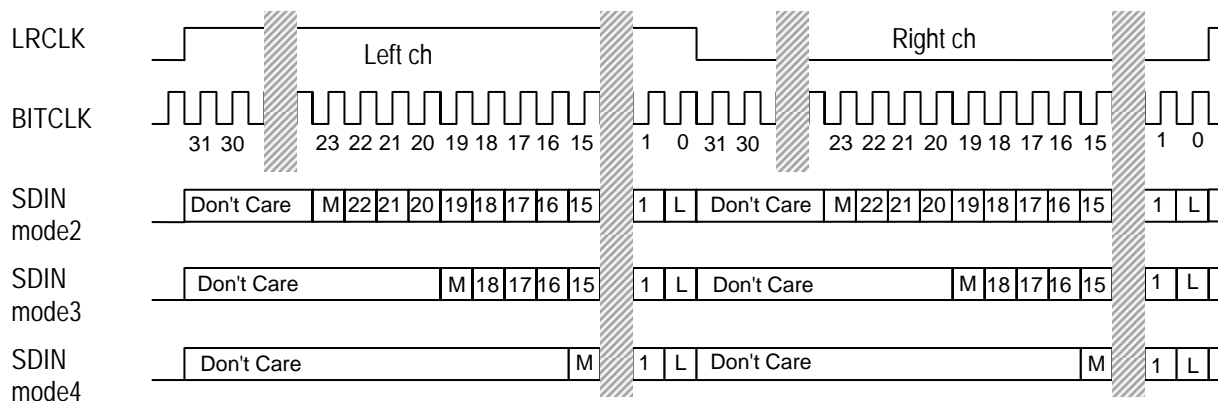 LRCLK Left ch Right ch
BITCLK
31 30 23 22 21 20 19 18 17 16 15 1 0 31 30 23 22 21 20 19 18 17 16 15 1 0
SDIN Don't Care M 22 21 20 19 18 17 16 15 1 L Don't Care M 22 21 20 19 18 17 16 15 1 L
mode2
SDIN Don't Care M 18 17 16 15 1 L Don't Care M 18 17 16 15 1 L
mode3
SDIN Don't Care M 1 L Don't Care M 1 L
mode4